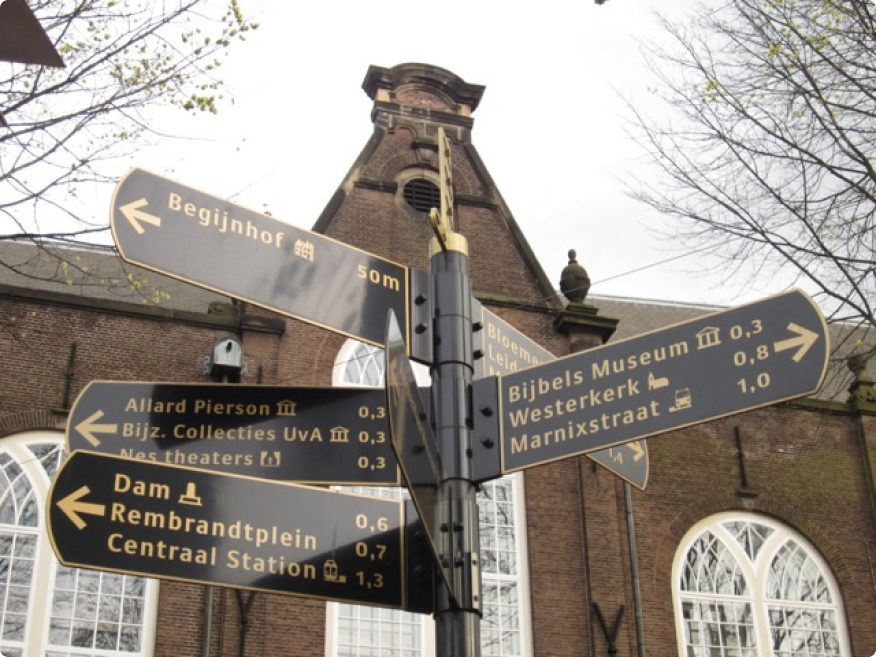 Begijnhof
50m
Bijbels Museum 0,3
Westerkerk 0,8
Marnixstraat 1,0
Allard Pierson 0,3
Bijz. Collecties UvA 0,3
Nes theaters 0,3
Dam 0,6
Rembrandtplein 0,7
Centraal Station 1,3